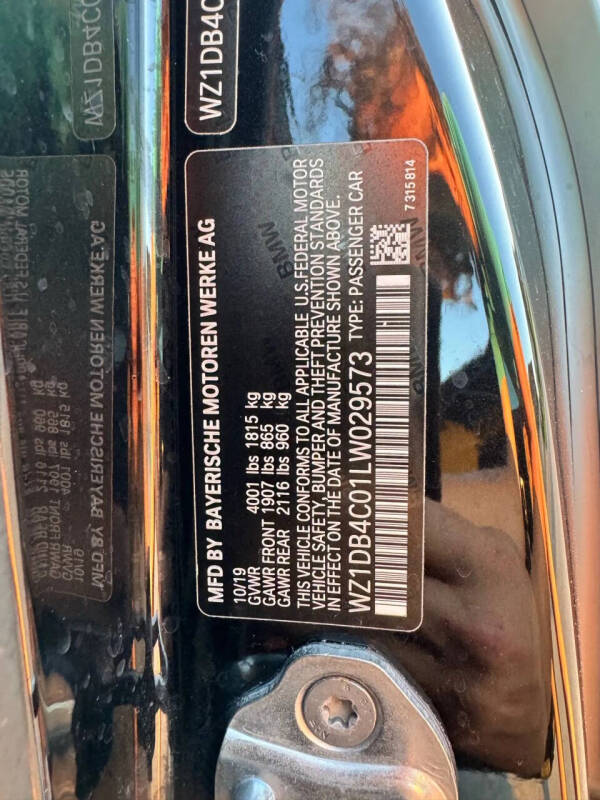 WZ1DB4C
MFD BY BAYERISCHE MOTOREN WERKE AG
10/19
GVWR 4001 lbs 1815 kg
GAWR FRONT 1907 lbs 865 kg
GAWR REAR 2116 lbs 960 kg
THIS VEHICLE CONFORMS TO ALL APPLICABLE U.S.FEDERAL MOTOR
VEHICLE SAFETY, BUMPER AND THEFT PREVENTION STANDARDS
IN EFFECT ON THE DATE OF MANUFACTURE SHOWN ABOVE.
WZ1DB4C01LW029573 TYPE: PASSENGER CAR
7315814
BMW
BMW